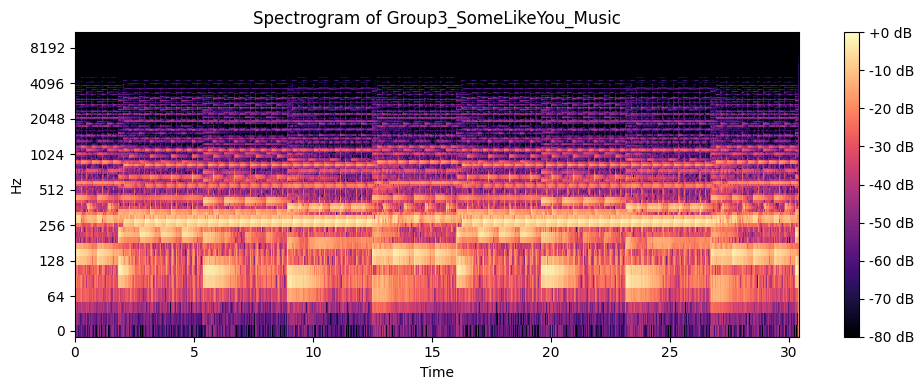 Spectrogram of Group3_SomeLikeYou_Music
8192
4096
2048
1024
512
256
128
64
0
Hz
0
5
10
15
20
25
30
Time
+0 dB
-10 dB
-20 dB
-30 dB
-40 dB
-50 dB
-60 dB
-70 dB
-80 dB